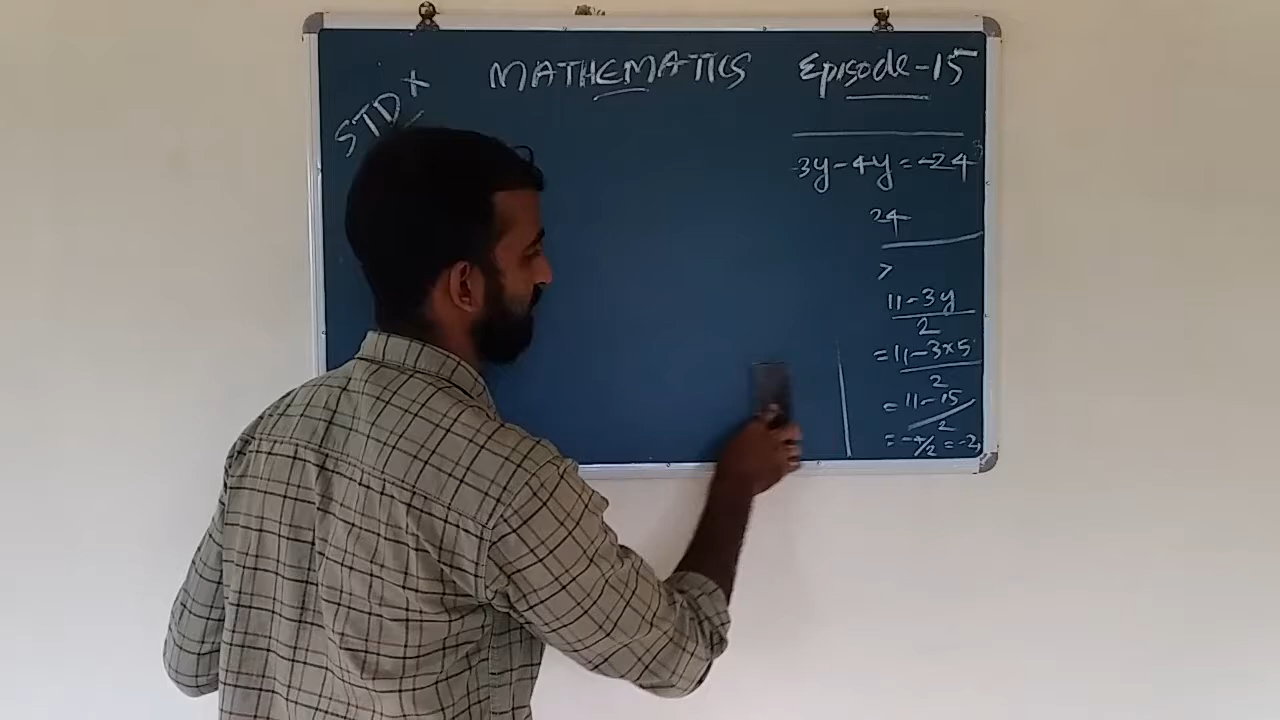 MATHEMATICS Episode-15
STD X
-3y-4y=-24
24
>
11-3y
2
=11-3×5
2
=11-15
2
=-4/2=-2